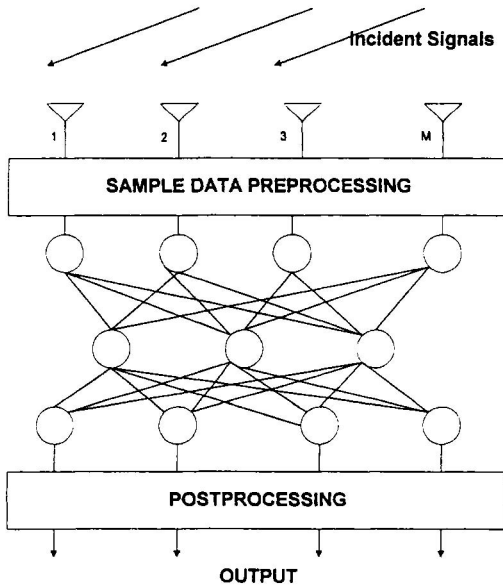 Incident Signals
1 2 3 M
SAMPLE DATA PREPROCESSING
POSTPROCESSING
OUTPUT